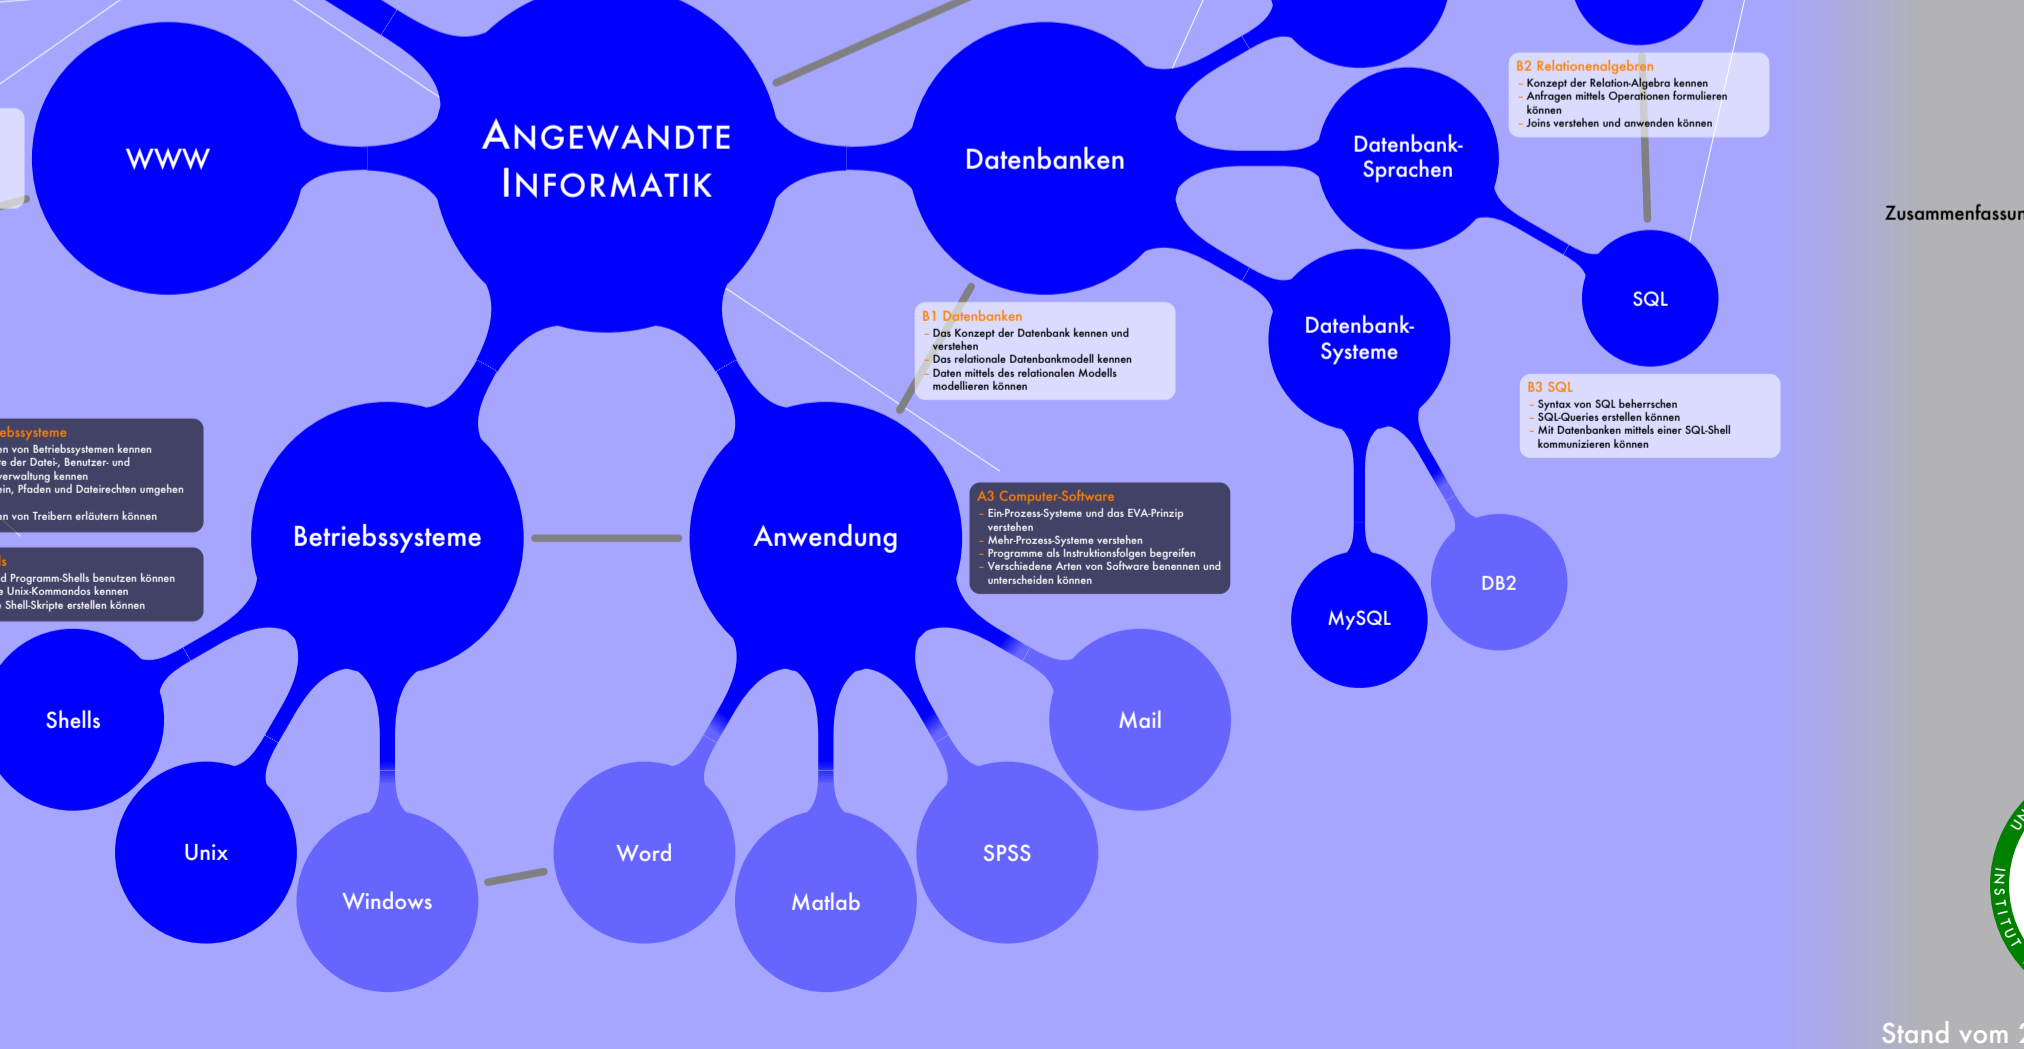 B2 Relationenalgebren
– Konzept der Relation-Algebra kennen
– Anfragen mittels Operationen formulieren
können
– Joins verstehen und anwenden können
WWW
ANGEWANDTE
INFORMATIK
Datenbanken
Datenbank-
Sprachen
Zusammenfassun
SQL
B1 Datenbanken
– Das Konzept der Datenbank kennen und
verstehen
– Das relationale Datenbankmodell kennen
– Daten mittels des relationalen Modells
modellieren können
Datenbank-
Systeme
B3 SQL
– Syntax von SQL beherrschen
– SQL-Queries erstellen können
– Mit Datenbanken mittels einer SQL-Shell
kommunizieren können
ebssysteme
en von Betriebssystemen kennen
te der Datei-, Benutzer- und
verwaltung kennen
ein, Pfaden und Dateirechten umgehen
en von Treibern erläutern können
Betriebssysteme
Anwendung
A3 Computer-Software
– Ein-Prozess-Systeme und das EVA-Prinzip
verstehen
– Mehr-Prozess-Systeme verstehen
– Programme als Instruktionsfolgen begreifen
– Verschiedene Arten von Software benennen und
unterscheiden können
ls
d Programm-Shells benutzen können
e Unix-Kommandos kennen
e Shell-Skripte erstellen können
DB2
MySQL
Shells
Mail
Unix
Windows
Word
Matlab
SPSS
UN
INSTITUT
Stand vom 2